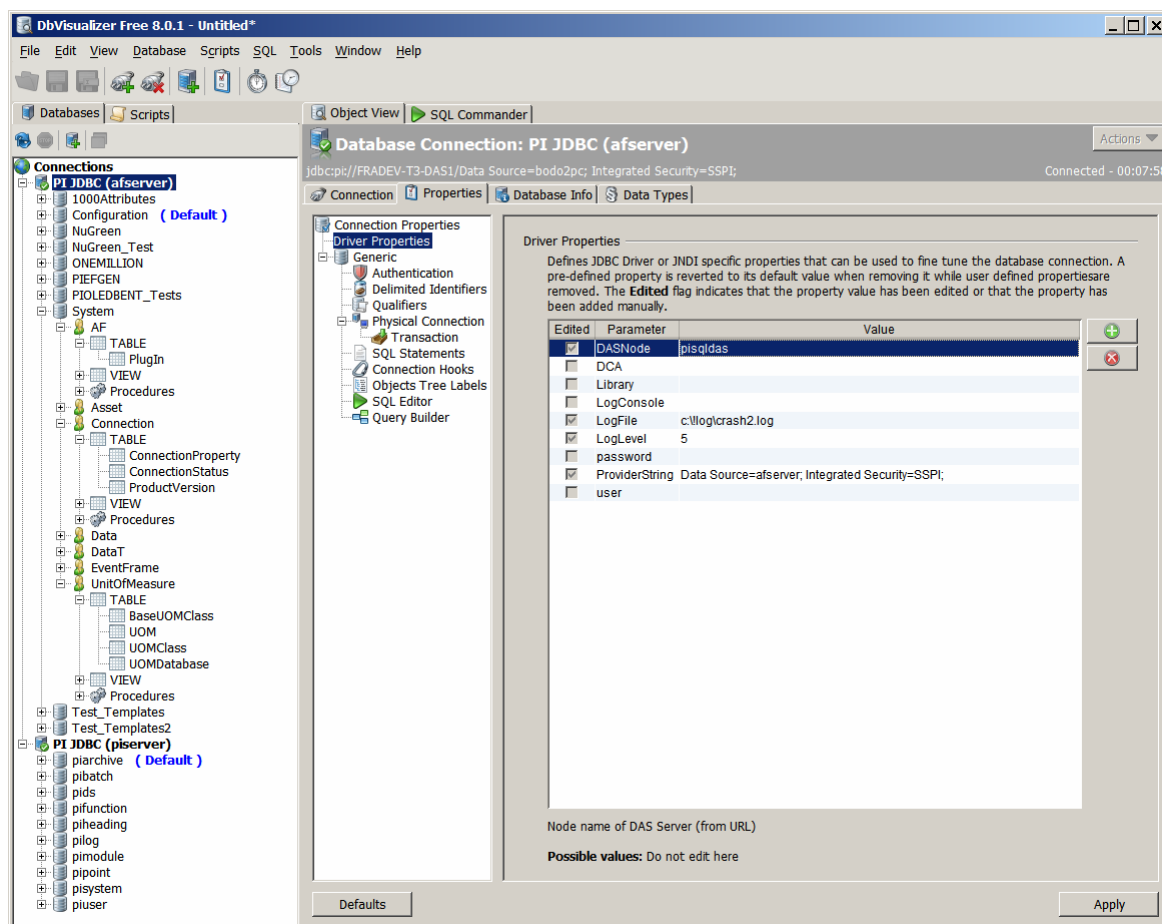 DbVisualizer Free 8.0.1 - Untitled*
File Edit View Database Scripts SQL Tools Window Help
Databases Scripts
Connections
PI JDBC (afserver)
1000Attributes
Configuration ( Default )
NuGreen
NuGreen_Test
ONEMILLION
PIEFGEN
PIOLEDBENT_Tests
System
AF
TABLE
PlugIn
VIEW
Procedures
Asset
Connection
TABLE
ConnectionProperty
ConnectionStatus
ProductVersion
VIEW
Procedures
Data
DataT
EventFrame
UnitOfMeasure
TABLE
BaseUOMClass
UOM
UOMClass
UOMDatabase
VIEW
Procedures
Test_Templates
Test_Templates2
PI JDBC (piserver)
piarchive ( Default )
pibatch
pids
pifunction
piheading
pilog
pimodule
pipoint
pisystem
piuser
Object View SQL Commander
Database Connection: PI JDBC (afserver)
Actions
jdbc:pi://FRADEV-T3-DAS1/Data Source=bodo2pc; Integrated Security=SSPI;
Connected - 00:07:58
Connection Properties Database Info Data Types
Connection Properties
Driver Properties
Generic
Authentication
Delimited Identifiers
Qualifiers
Physical Connection
Transaction
SQL Statements
Connection Hooks
Objects Tree Labels
SQL Editor
Query Builder
Driver Properties
Defines JDBC Driver or JNDI specific properties that can be used to fine tune the database connection. A
pre-defined property is reverted to its default value when removing it while user defined propertiesare
removed. The Edited flag indicates that the property value has been edited or that the property has
been added manually.
Edited Parameter Value
DASNode pisqldas
DCA
Library
LogConsole
LogFile c:\!log\crash2.log
LogLevel 5
password
ProviderString Data Source=afserver; Integrated Security=SSPI;
user
Node name of DAS Server (from URL)
Possible values: Do not edit here
Defaults
Apply